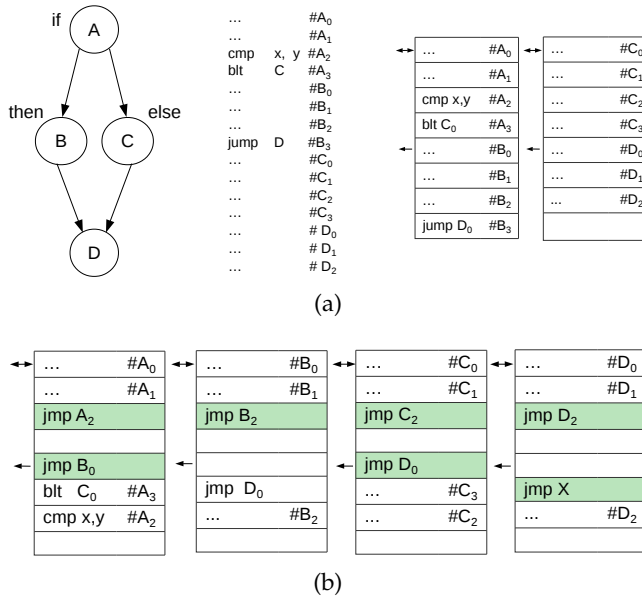 if
A
then
else
B
C
D
... #A₀
... #A₁
cmp x, y #A₂
blt C #A₃
... #B₀
... #B₁
... #B₂
jump D #B₃
... #C₀
... #C₁
... #C₂
... #C₃
... # D₀
... # D₁
... # D₂
... #A₀
... #A₁
cmp x,y #A₂
blt C₀ #A₃
... #B₀
... #B₁
... #B₂
jump D₀ #B₃
... #C₀
... #C₁
... #C₂
... #C₃
... #D₀
... #D₁
... #D₂
(a)
... #A₀
... #A₁
jmp A₂
jmp B₀
blt C₀ #A₃
cmp x,y #A₂
... #B₀
... #B₁
jmp B₂
jmp D₀
... #B₂
... #C₀
... #C₁
jmp C₂
jmp D₀
... #C₃
... #C₂
... #D₀
... #D₁
jmp D₂
jmp X
... #D₂
(b)